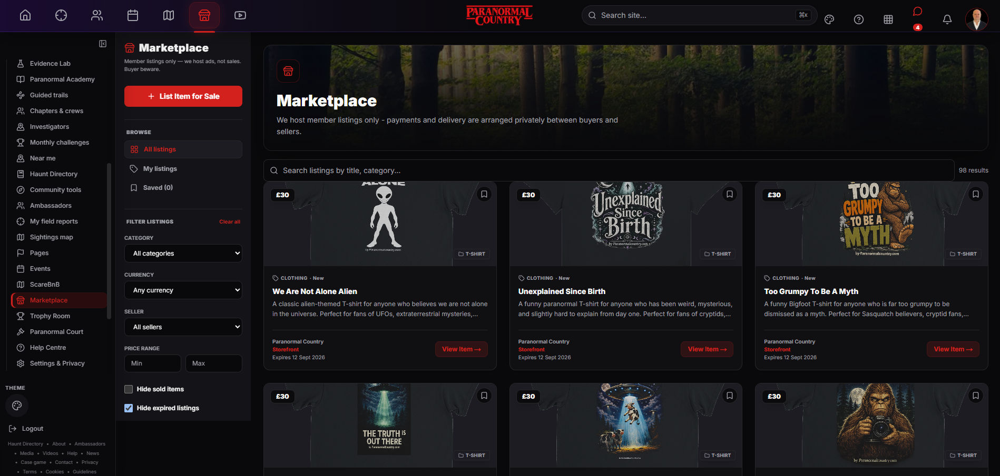 PARANORMAL
COUNTRY
Search site...
⌘K
4
Evidence Lab
Paranormal Academy
Guided trails
Chapters & crews
Investigators
Monthly challenges
Near me
Haunt Directory
Community tools
Ambassadors
My field reports
Sightings map
Pages
Events
ScareBnB
Marketplace
Trophy Room
Paranormal Court
Help Centre
Settings & Privacy
THEME
Logout
Haunt Directory • About • Ambassadors
• Media • Videos • Help • News
• Case game • Contact • Privacy
• Terms • Cookies • Guidelines
Marketplace
Member listings only — we host ads, not sales.
Buyer beware.
+ List Item for Sale
BROWSE
All listings
My listings
Saved (0)
FILTER LISTINGS Clear all
CATEGORY
All categories
CURRENCY
Any currency
SELLER
All sellers
PRICE RANGE
Min Max
Hide sold items
Hide expired listings
Marketplace
We host member listings only - payments and delivery are arranged privately between buyers and
sellers.
Search listings by title, category...
98 results
£30
ALONE
by Paranormalcountry.com
T-SHIRT
CLOTHING · New
We Are Not Alone Alien
A classic alien-themed T-shirt for anyone who believes we are not alone
in the universe. Perfect for fans of UFOs, extraterrestrial mysteries,...
Paranormal Country
Storefront
Expires 12 Sept 2026
View Item →
£30
Unexplained
Since
Birth
by Paranormalcountry.com
T-SHIRT
CLOTHING · New
Unexplained Since Birth
A funny paranormal T-shirt for anyone who has been weird, mysterious,
and slightly hard to explain from day one. Perfect for fans of cryptids,...
Paranormal Country
Storefront
Expires 12 Sept 2026
View Item →
£30
TOO
GRUMPY
TO BE A
MYTH
by Paranormalcountry.com
T-SHIRT
CLOTHING · New
Too Grumpy To Be A Myth
A funny Bigfoot T-shirt for anyone who is far too grumpy to be
dismissed as a myth. Perfect for Sasquatch believers, cryptid fans,...
Paranormal Country
Storefront
Expires 12 Sept 2026
View Item →
£30
THE TRUTH IS
OUT THERE
by ParanormalCountry.com
T-SHIRT
£30
T-SHIRT
£30
by Paranormalcountry.com
T-SHIRT